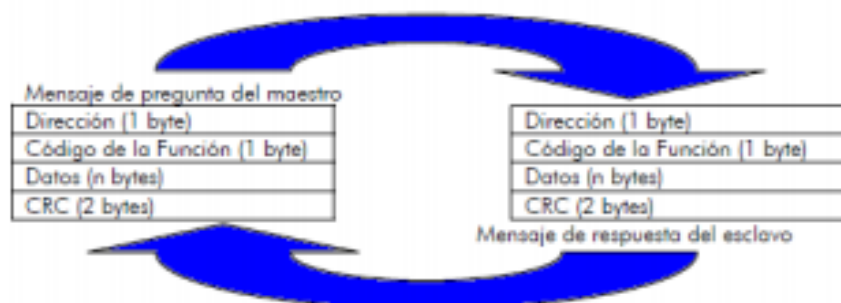 Mensaje de pregunta del maestro
Dirección (1 byte)
Código de la Función (1 byte)
Datos (n bytes)
CRC (2 bytes)
Dirección (1 byte)
Código de la Función (1 byte)
Datos (n bytes)
CRC (2 bytes)
Mensaje de respuesta del esclavo